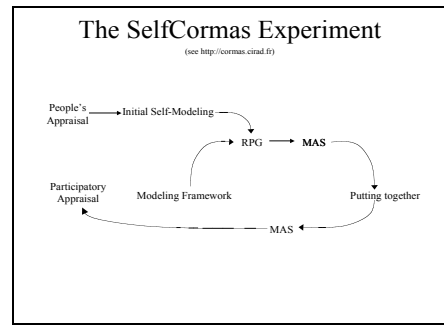 The SelfCormas Experiment
(see http://cormas.cirad.fr)
People's
Appraisal
Initial Self-Modeling
RPG
MAS
Participatory
Appraisal
Modeling Framework
Putting together
MAS